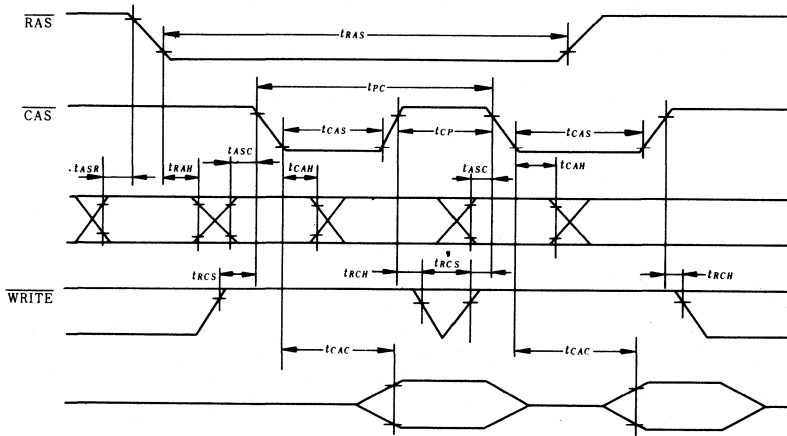 RAS
tRAS
tPC
CAS
tCAS tCP tCAS
tASR tRAH tASC tCAH tASC tCAH
tRCS tRCH tRCS tRCH
WRITE
tCAC tCAC